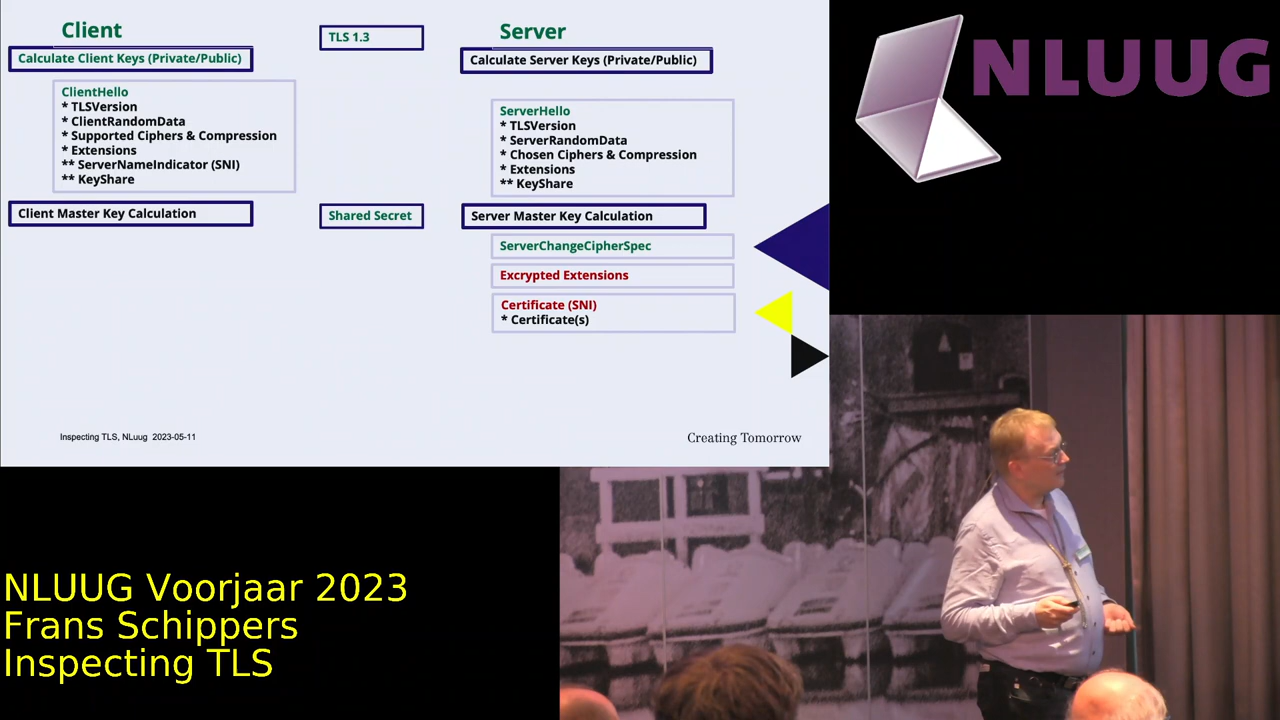 Client
TLS 1.3
Server
Calculate Client Keys (Private/Public)
Calculate Server Keys (Private/Public)
ClientHello
* TLSVersion
* ClientRandomData
* Supported Ciphers & Compression
* Extensions
** ServerNameIndicator (SNI)
** KeyShare
ServerHello
* TLSVersion
* ServerRandomData
* Chosen Ciphers & Compression
* Extensions
** KeyShare
Client Master Key Calculation
Shared Secret
Server Master Key Calculation
ServerChangeCipherSpec
Excrypted Extensions
Certificate (SNI)
* Certificate(s)
Inspecting TLS, NLuug 2023-05-11
Creating Tomorrow
NLUUG
NLUUG Voorjaar 2023
Frans Schippers
Inspecting TLS